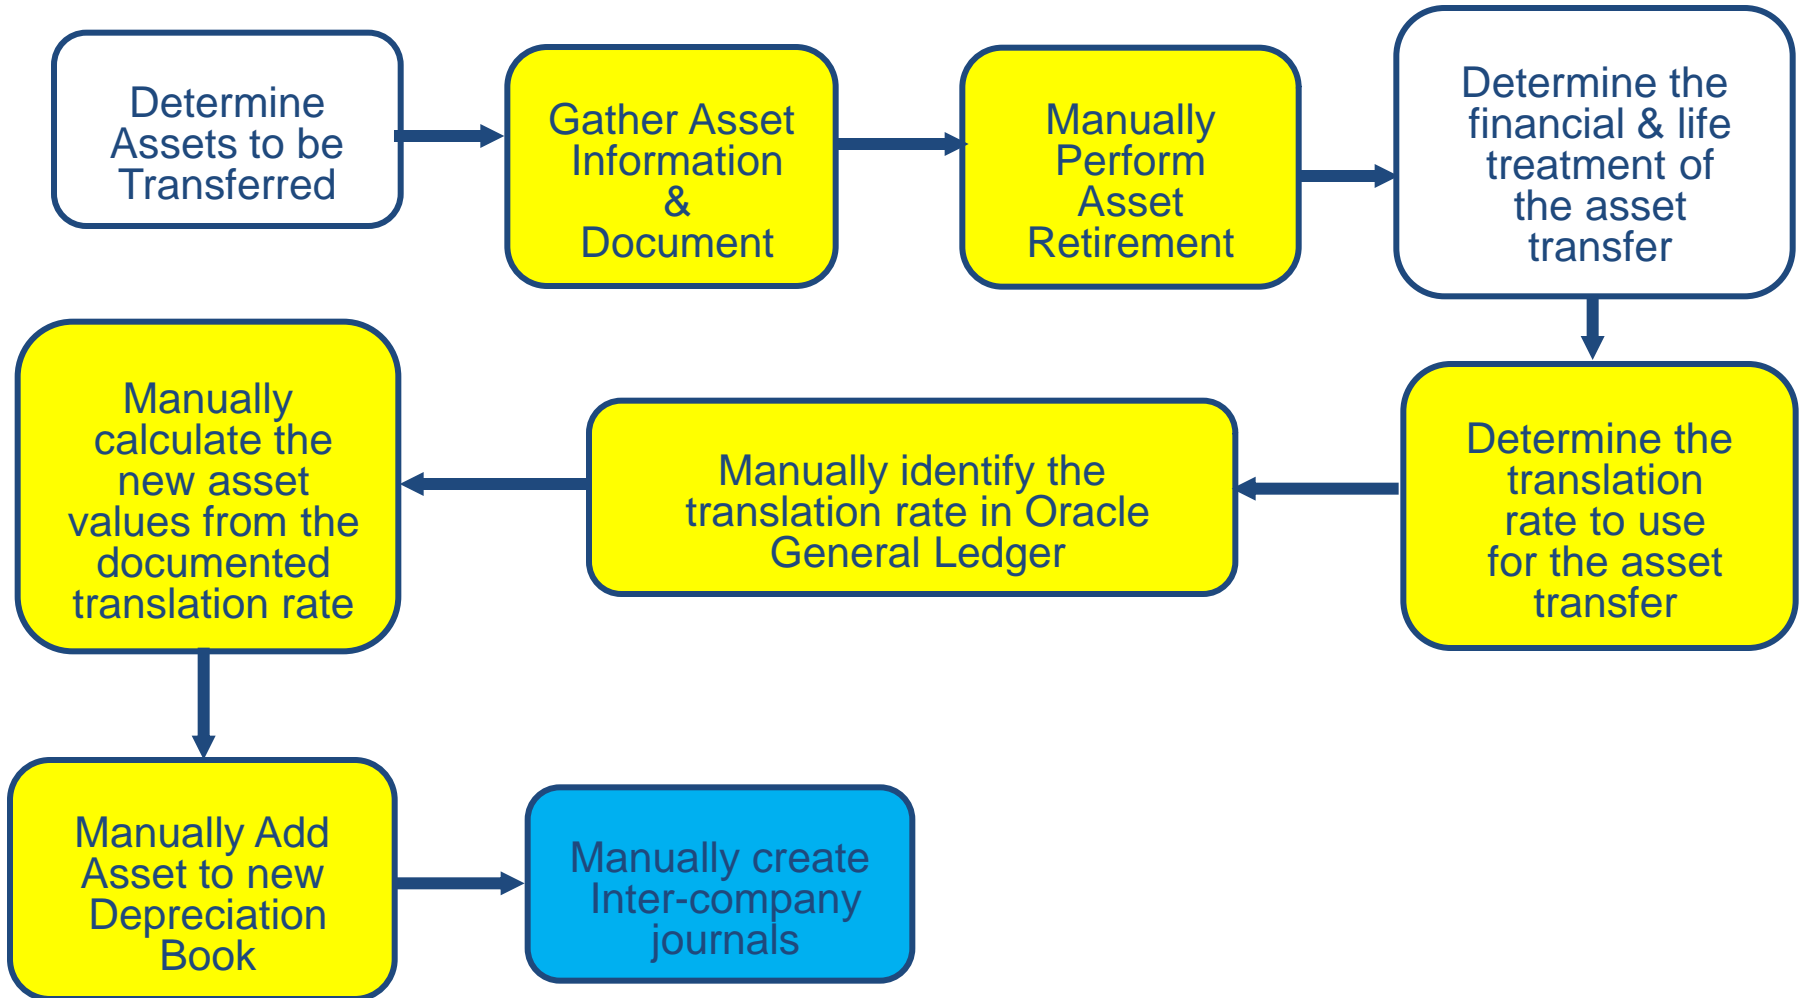 Determine
Assets to be
Transferred
Gather Asset
Information
&
Document
Manually
Perform
Asset
Retirement
Determine the
financial & life
treatment of
the asset
transfer
Determine the
translation
rate to use
for the asset
transfer
Manually identify the
translation rate in Oracle
General Ledger
Manually
calculate the
new asset
values from the
documented
translation rate
Manually Add
Asset to new
Depreciation
Book
Manually create
Inter-company
journals